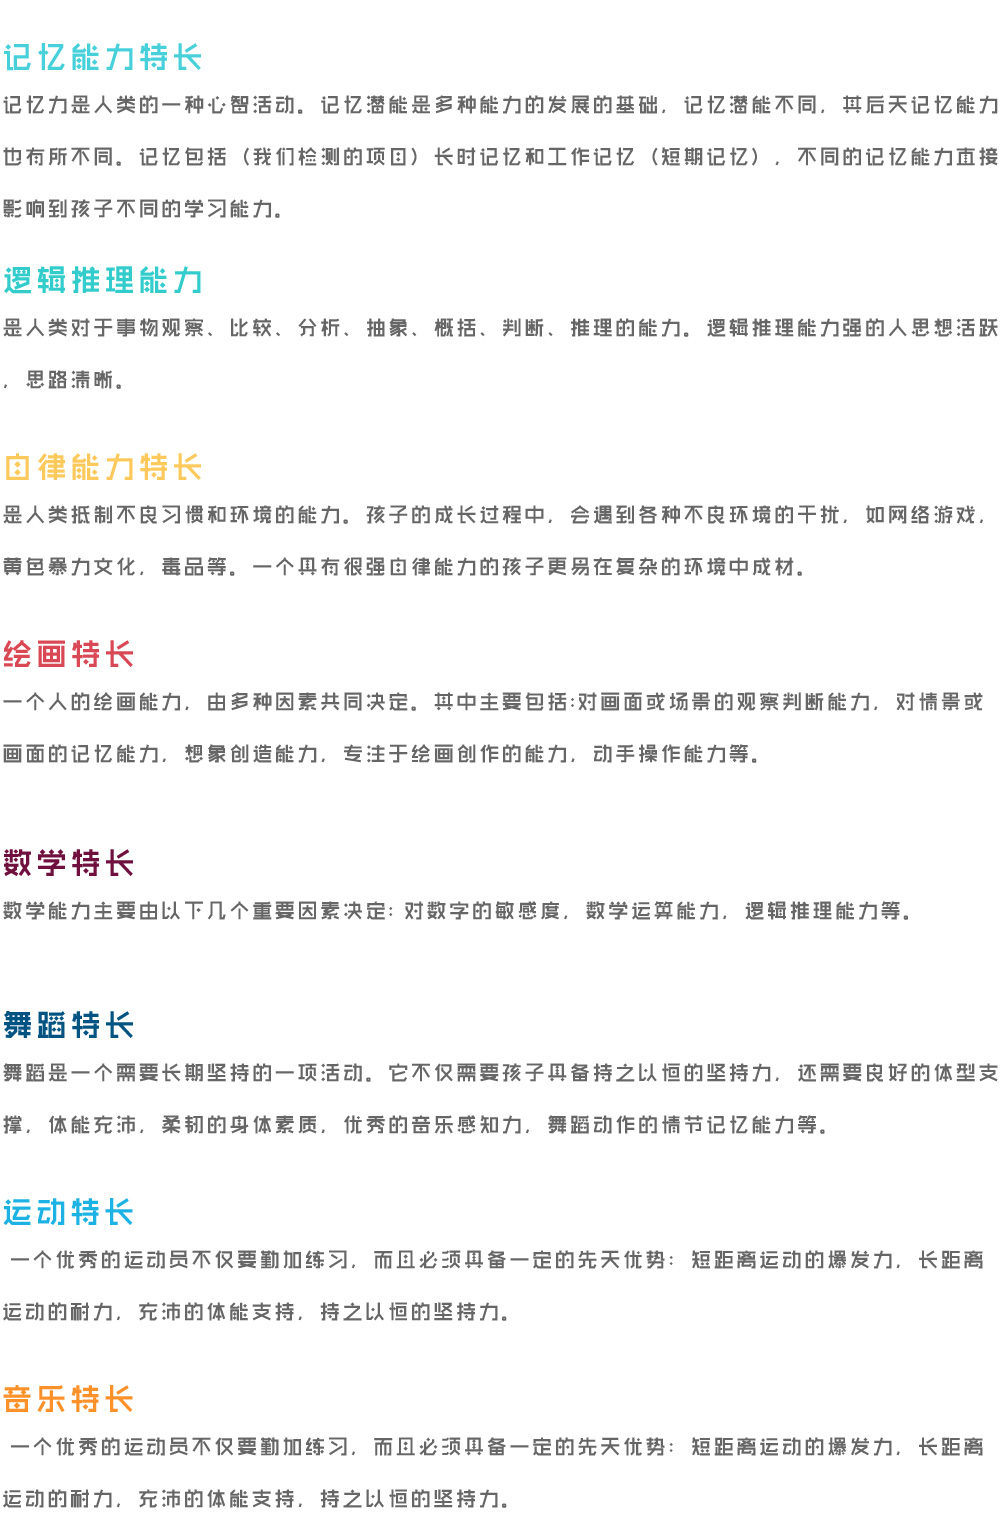 记忆能力特长
记忆力是人类的一种心智活动。记忆潜能是多种能力的发展的基础，记忆潜能不同，其后天记忆能力
也有所不同。记忆包括（我们检测的项目）长时记忆和工作记忆（短期记忆），不同的记忆能力直接
影响到孩子不同的学习能力。
逻辑推理能力
是人类对于事物观察、比较、分析、抽象、概括、判断、推理的能力。逻辑推理能力强的人思想活跃
，思路清晰。
自律能力特长
是人类抵制不良习惯和环境的能力。孩子的成长过程中，会遇到各种不良环境的干扰，如网络游戏，
黄色暴力文化，毒品等。一个具有很强自律能力的孩子更易在复杂的环境中成材。
绘画特长
一个人的绘画能力，由多种因素共同决定。其中主要包括:对画面或场景的观察判断能力，对情景或
画面的记忆能力，想象创造能力，专注于绘画创作的能力，动手操作能力等。
数学特长
数学能力主要由以下几个重要因素决定: 对数字的敏感度，数学运算能力，逻辑推理能力等。
舞蹈特长
舞蹈是一个需要长期坚持的一项活动。它不仅需要孩子具备持之以恒的坚持力，还需要良好的体型支
撑，体能充沛，柔韧的身体素质，优秀的音乐感知力，舞蹈动作的情节记忆能力等。
运动特长
一个优秀的运动员不仅要勤加练习，而且必须具备一定的先天优势：短距离运动的爆发力，长距离
运动的耐力，充沛的体能支持，持之以恒的坚持力。
音乐特长
一个优秀的运动员不仅要勤加练习，而且必须具备一定的先天优势：短距离运动的爆发力，长距离
运动的耐力，充沛的体能支持，持之以恒的坚持力。